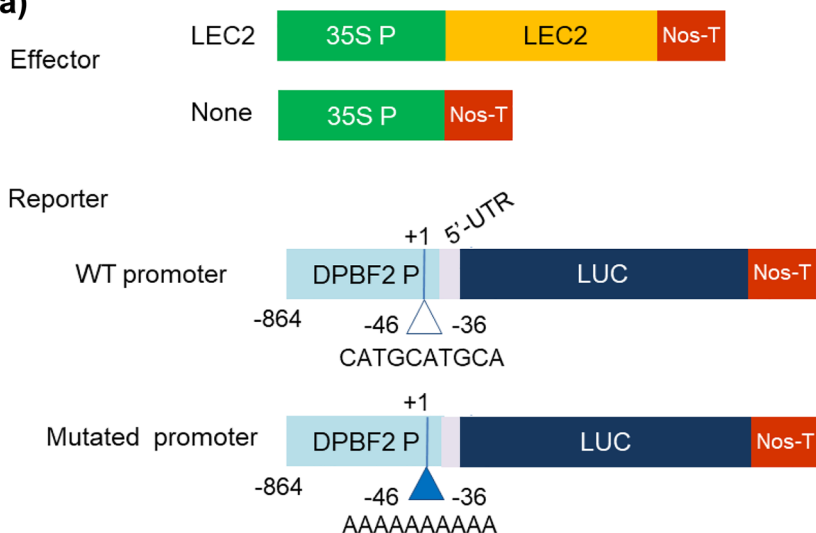 a)
LEC2 35S P LEC2 Nos-T
Effector
None 35S P Nos-T
Reporter
+1 5'-UTR
WT promoter DPBF2 P LUC Nos-T
-864 -46 -36
CATGCATGCA
+1
Mutated promoter DPBF2 P LUC Nos-T
-864 -46 -36
AAAAAAAAAA